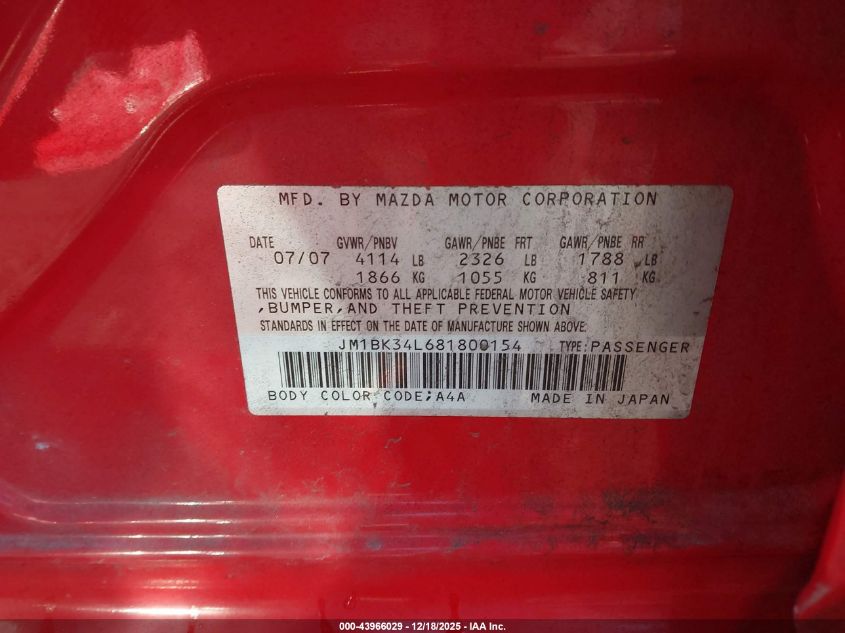 MFD. BY MAZDA MOTOR CORPORATION
DATE GVWR/PNBV GAWR/PNBE FRT GAWR/PNBE RR
07/07 4114 LB 2326 LB 1788 LB
1866 KG 1055 KG 811 KG
THIS VEHICLE CONFORMS TO ALL APPLICABLE FEDERAL MOTOR VEHICLE SAFETY
,BUMPER,AND THEFT PREVENTION
STANDARDS IN EFFECT ON THE DATE OF MANUFACTURE SHOWN ABOVE.
JM1BK34L681800154 TYPE:PASSENGER
BODY COLOR CODE;A4A MADE IN JAPAN
000-43966029 - 12/18/2025 - IAA Inc.